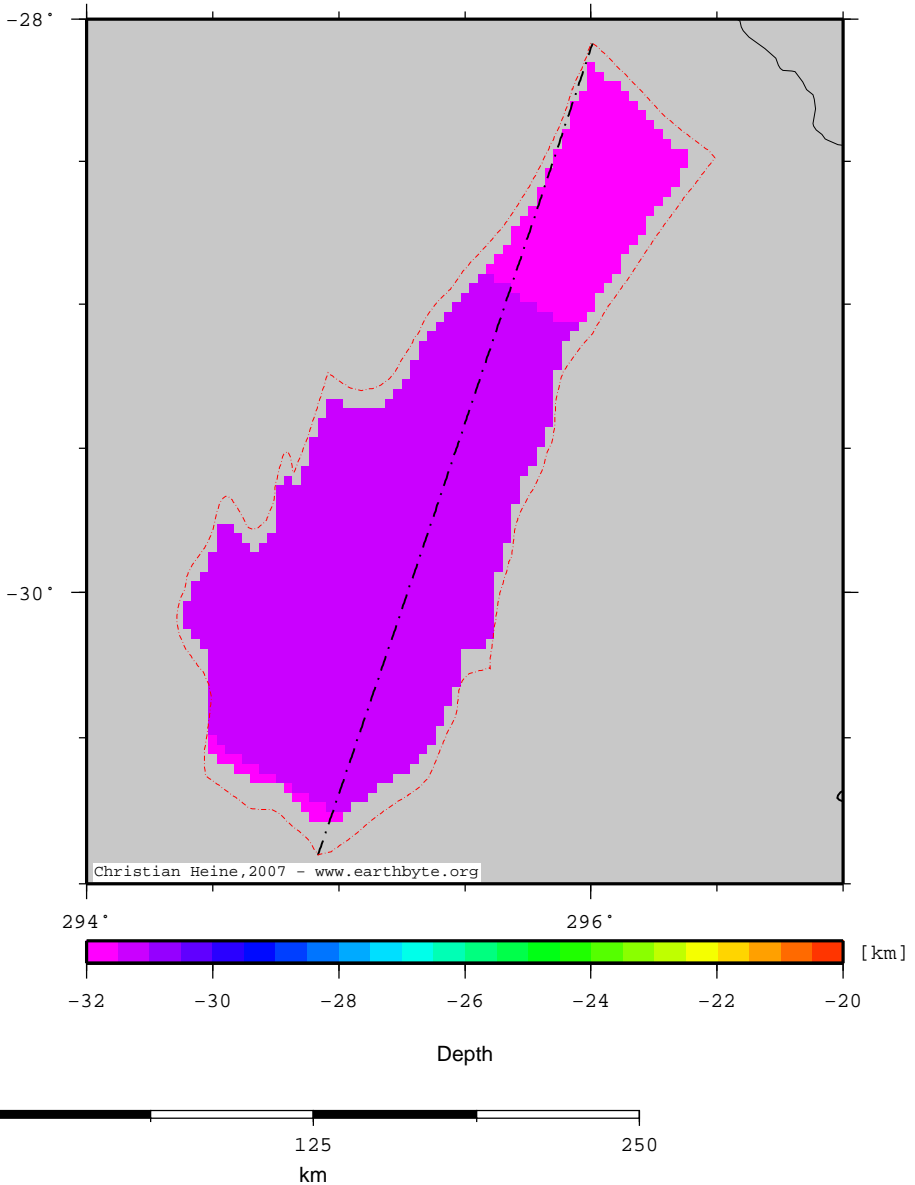 −28°
−30°
Christian Heine,2007 − www.earthbyte.org
294° 296°
[km]
−32 −30 −28 −26 −24 −22 −20
Depth
125 250
km